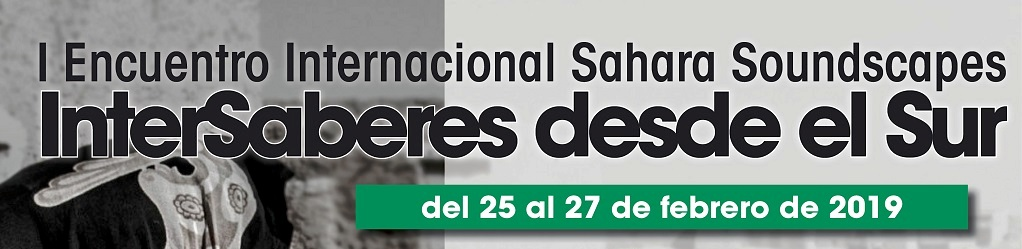 I Encuentro Internacional Sahara Soundscapes
InterSaberes desde el Sur
del 25 al 27 de febrero de 2019